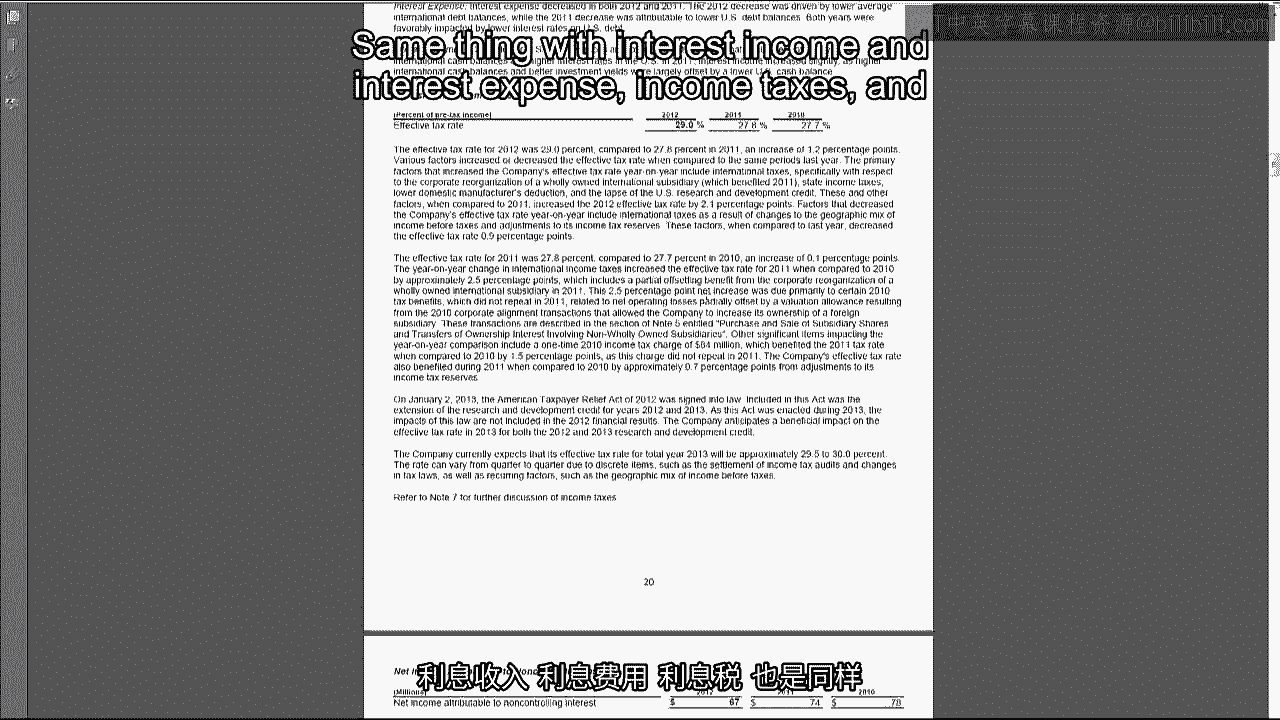 Interest Expense: Interest expense decreased in both 2012 and 2011. The 2012 decrease was driven by lower average
international debt balances, while the 2011 decrease was attributable to lower U.S. debt balances. Both years were
favorably impacted by lower interest rates on U.S. debt.
Same thing with interest income and
international cash balances and better investment yields were largely offset by a lower U.S. cash balance.
interest expense, income taxes, and
(Percent of pre-tax income) 2012 2011 2010
Effective tax rate 29.0 % 27.8 % 27.7 %
The effective tax rate for 2012 was 29.0 percent, compared to 27.8 percent in 2011, an increase of 1.2 percentage points.
Various factors increased or decreased the effective tax rate when compared to the same periods last year. The primary
factors that increased the Company's effective tax rate year-on-year include international taxes, specifically with respect
to the corporate reorganization of a wholly owned international subsidiary (which benefited 2011), state income taxes,
lower domestic manufacturer's deduction, and the lapse of the U.S. research and development credit. These and other
factors, when compared to 2011, increased the 2012 effective tax rate by 2.1 percentage points. Factors that decreased
the Company's effective tax rate year-on-year include international taxes as a result of changes to the geographic mix of
income before taxes and adjustments to its income tax reserves. These factors, when compared to last year, decreased
the effective tax rate 0.9 percentage points.
The effective tax rate for 2011 was 27.8 percent, compared to 27.7 percent in 2010, an increase of 0.1 percentage points.
The year-on-year change in international income taxes increased the effective tax rate for 2011 when compared to 2010
by approximately 2.5 percentage points, which includes a partial offsetting benefit from the corporate reorganization of a
wholly owned international subsidiary in 2011. This 2.5 percentage point net increase was due primarily to certain 2010
tax benefits, which did not repeat in 2011, related to net operating losses partially offset by a valuation allowance resulting
from the 2010 corporate alignment transactions that allowed the Company to increase its ownership of a foreign
subsidiary. These transactions are described in the section of Note 5 entitled "Purchase and Sale of Subsidiary Shares
and Transfers of Ownership Interest Involving Non-Wholly Owned Subsidiaries". Other significant items impacting the
year-on-year comparison include a one-time 2010 income tax charge of $84 million, which benefited the 2011 tax rate
when compared to 2010 by 1.5 percentage points, as this charge did not repeat in 2011. The Company's effective tax rate
also benefited during 2011 when compared to 2010 by approximately 0.7 percentage points from adjustments to its
income tax reserves.
On January 2, 2013, the American Taxpayer Relief Act of 2012 was signed into law. Included in this Act was the
extension of the research and development credit for years 2012 and 2013. As this Act was enacted during 2013, the
impacts of this law are not included in the 2012 financial results. The Company anticipates a beneficial impact on the
effective tax rate in 2013 for both the 2012 and 2013 research and development credit.
The Company currently expects that its effective tax rate for total year 2013 will be approximately 29.5 to 30.0 percent.
The rate can vary from quarter to quarter due to discrete items, such as the settlement of income tax audits and changes
in tax laws, as well as recurring factors, such as the geographic mix of income before taxes.
Refer to Note 7 for further discussion of income taxes.
20
利息收入 利息费用 利息税 也是同样
(Millions) 2012 2011 2010
Net income attributable to noncontrolling interest $ 67 $ 74 $ 78